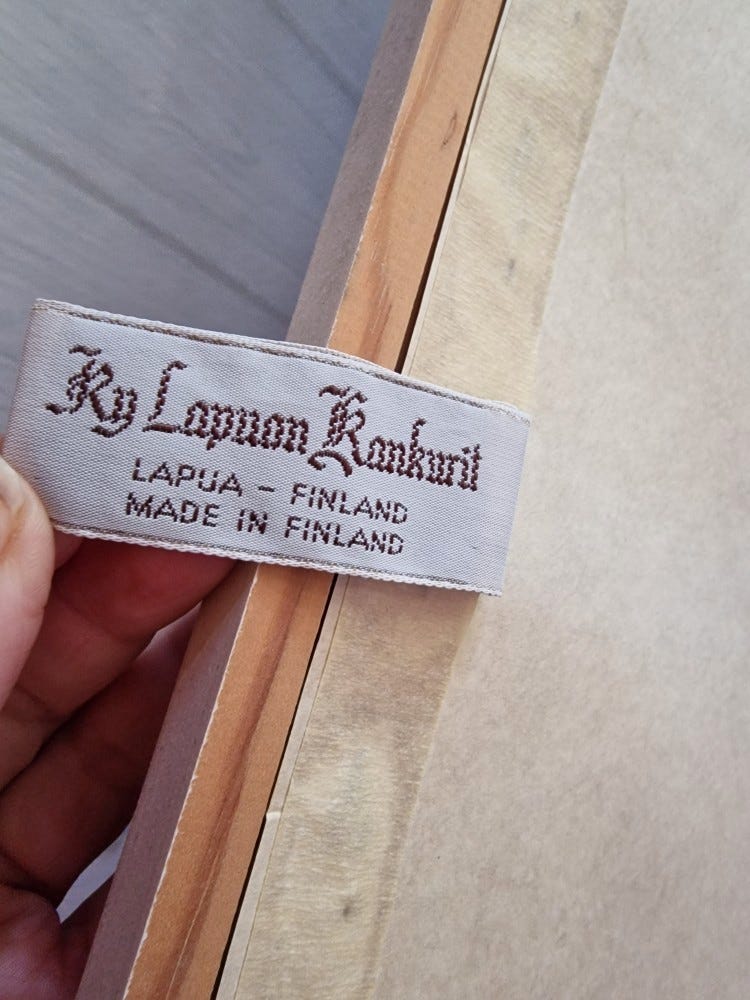 Ky Lapuan Kankurit
LAPUA – FINLAND
MADE IN FINLAND